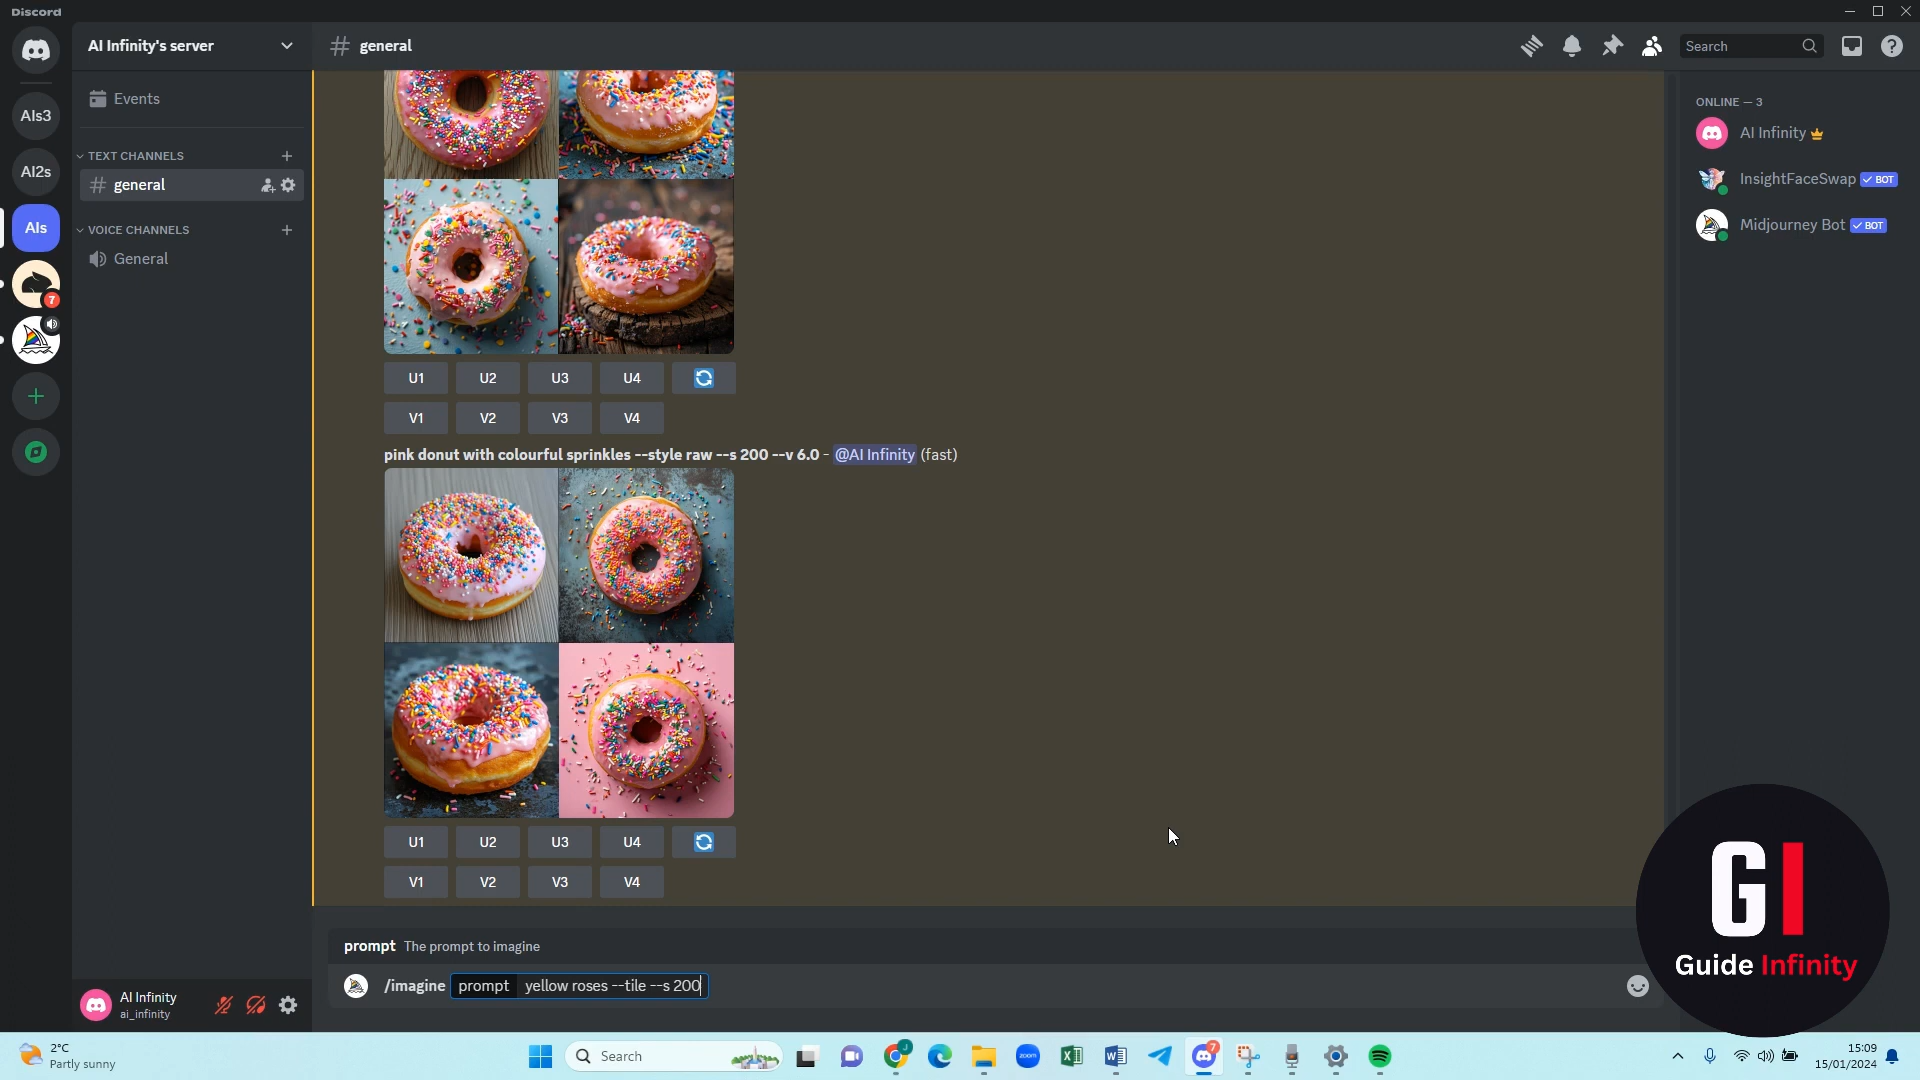 Discord
AI Infinity's server
general
Search
Events
AIs3
TEXT CHANNELS
AI2s
general
VOICE CHANNELS
AIs
General
7
ONLINE — 3
AI Infinity
InsightFaceSwap BOT
Midjourney Bot BOT
U1 U2 U3 U4
V1 V2 V3 V4
pink donut with colourful sprinkles --style raw --s 200 --v 6.0 - @AI Infinity (fast)
U1 U2 U3 U4
V1 V2 V3 V4
prompt The prompt to imagine
/imagine prompt yellow roses --tile --s 200
AI Infinity
ai_infinity
GI
Guide Infinity
2°C
Partly sunny
Search
J
zoom
7
15:09
15/01/2024